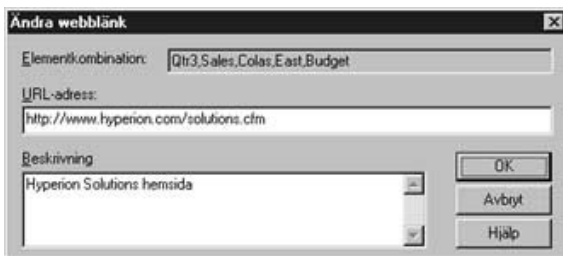 Ändra webblänk
Elementkombination: Qtr3,Sales,Colas,East,Budget
URL-adress:
http://www.hyperion.com/solutions.cfm
Beskrivning
Hyperion Solutions hemsida
OK
Avbryt
Hjälp